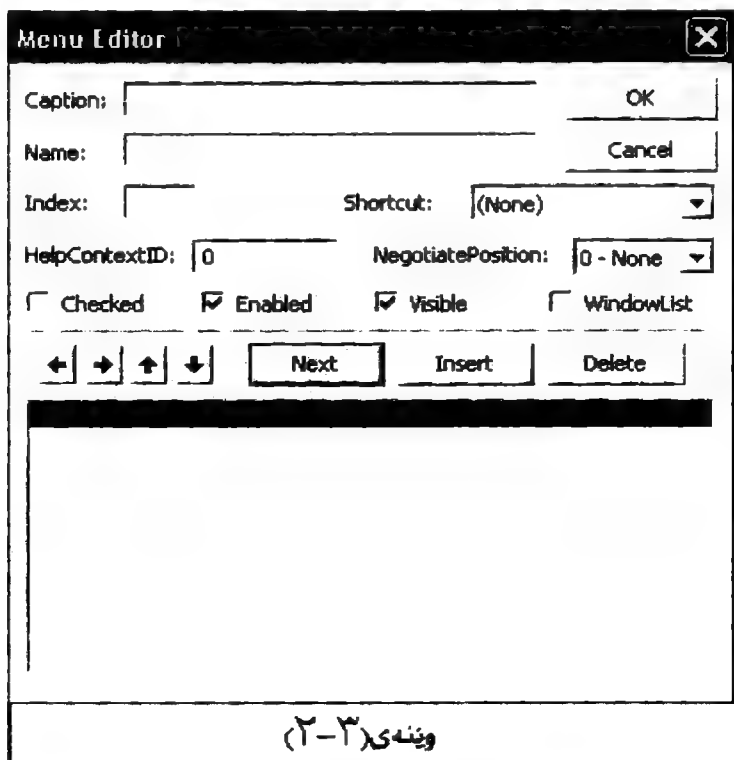 Menu Editor
Caption: OK
Name: Cancel
Index: Shortcut: (None)
HelpContextID: 0 NegotiatePosition: 0 - None
Checked Enabled Visible WindowList
Next Insert Delete
وێنەی(٣-٢)